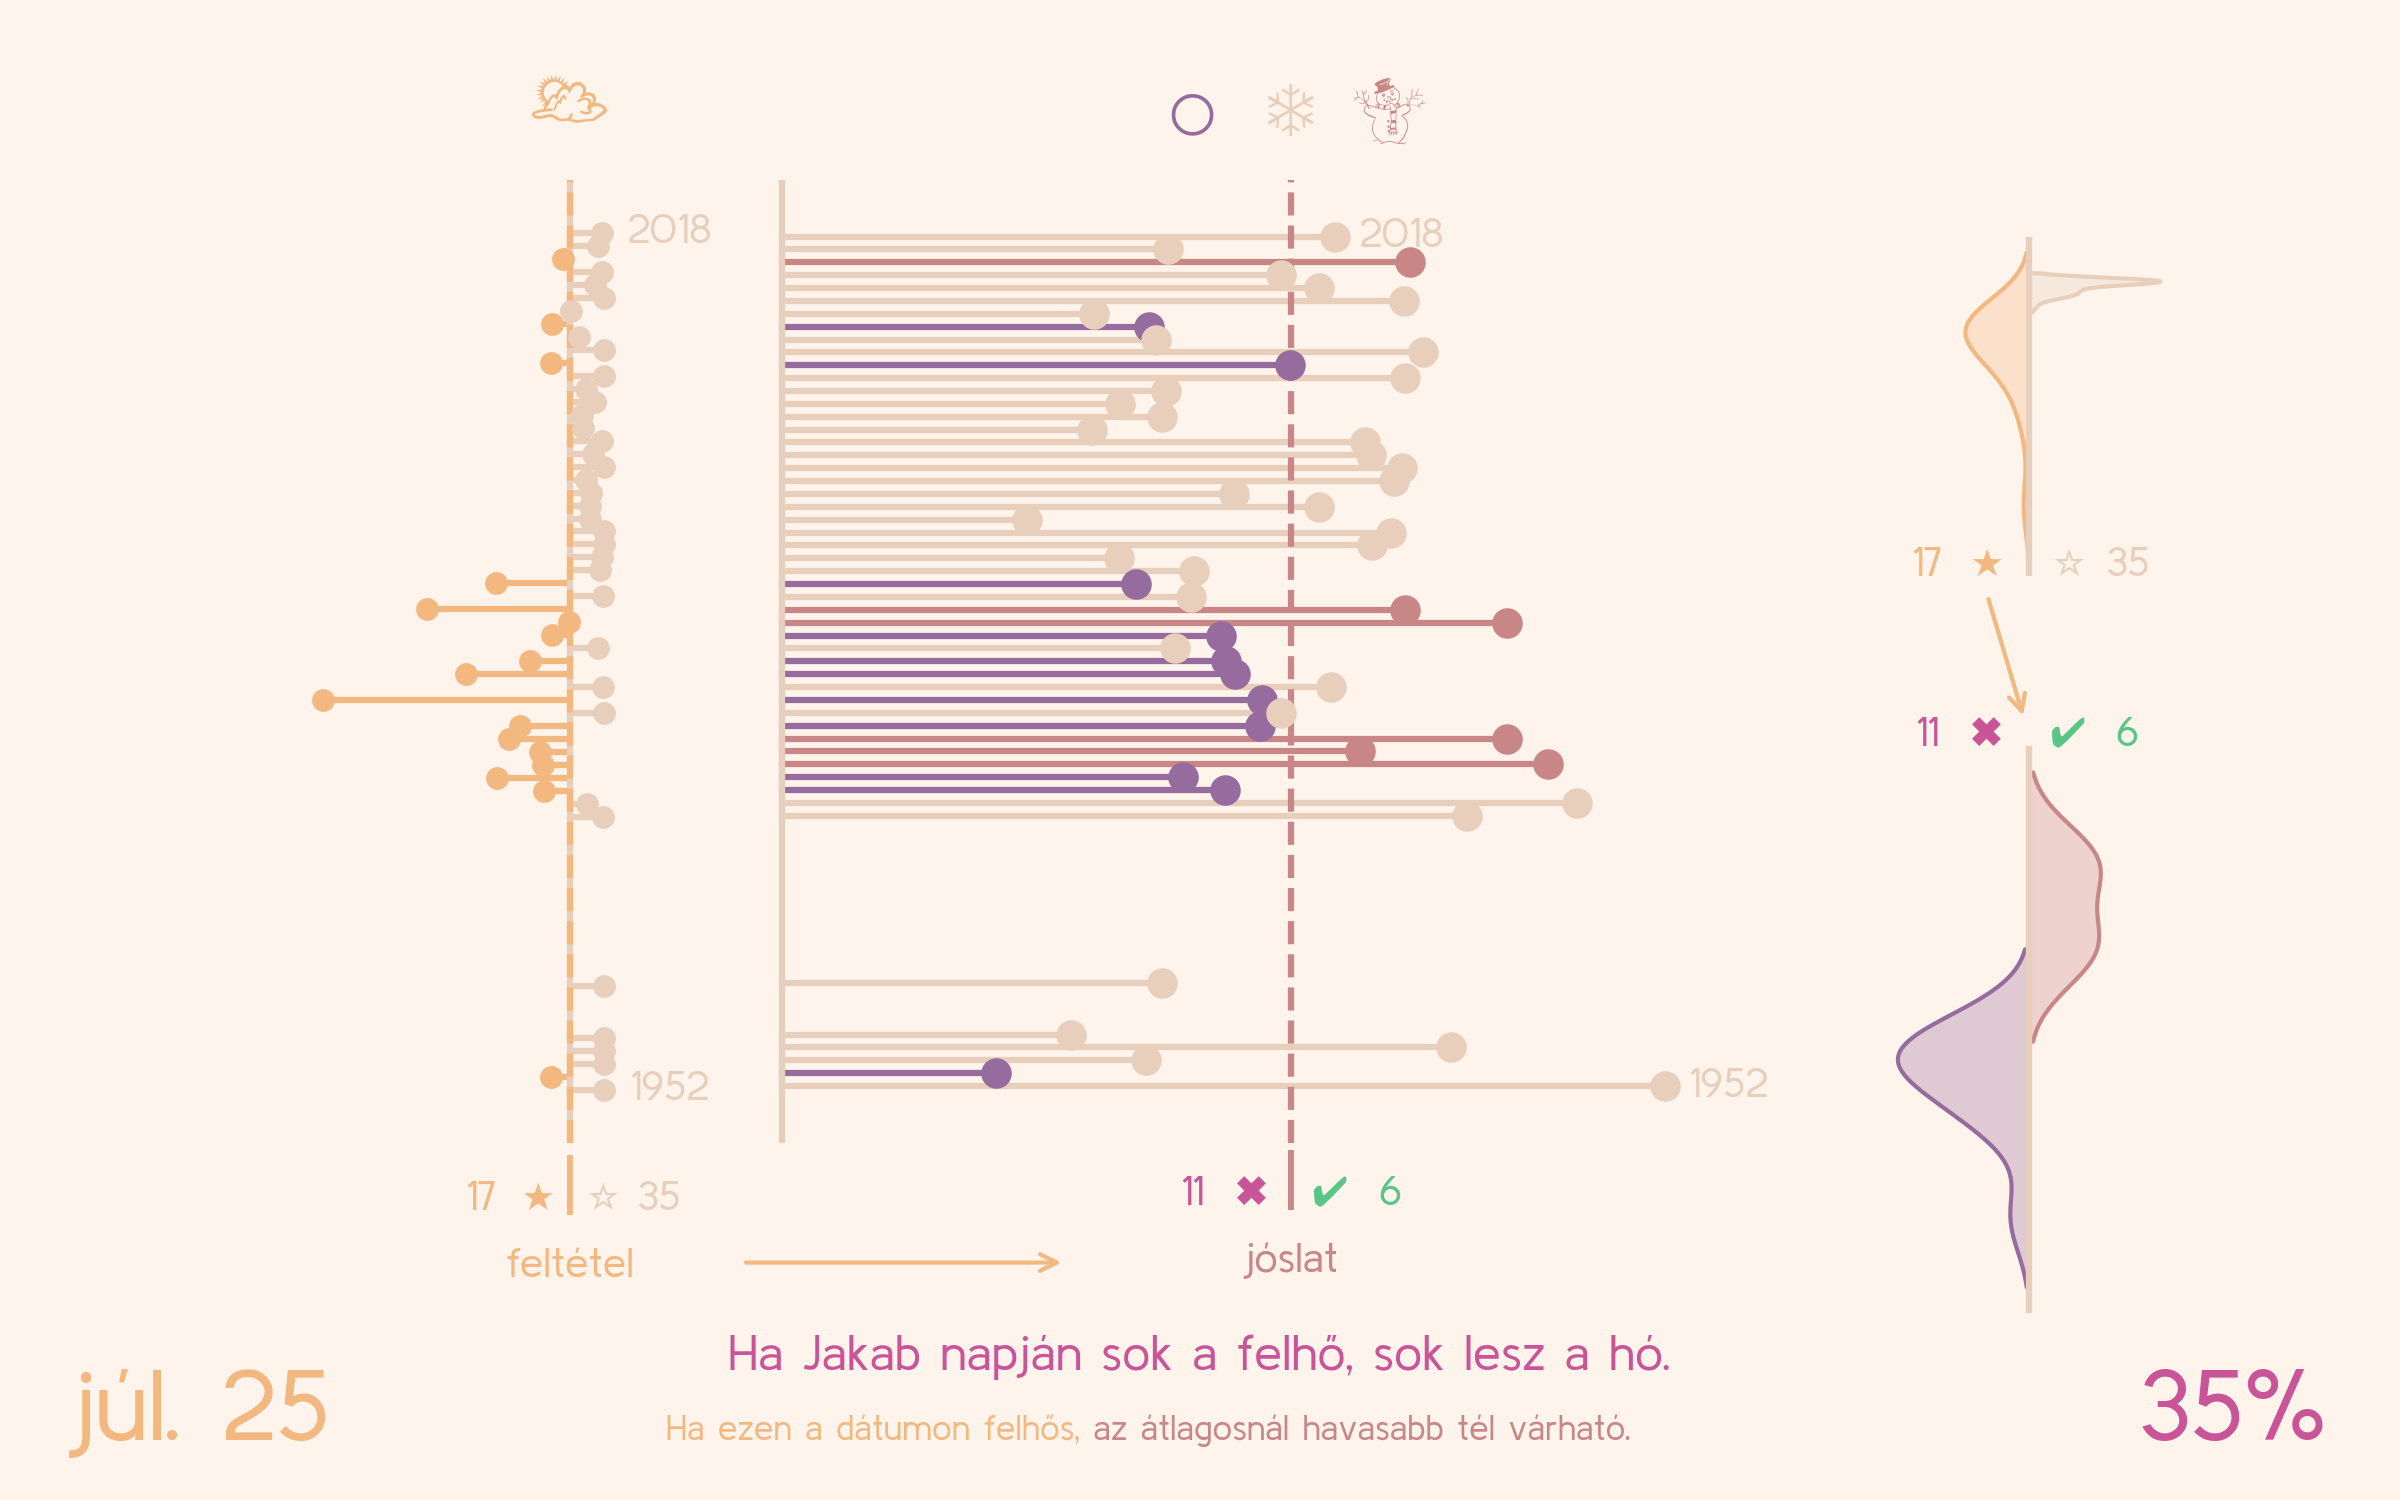 2018
2018
17 ★ ☆ 35
11 ✖ ✔ 6
1952
1952
17 ★ ☆ 35
11 ✖ ✔ 6
feltétel
jóslat
Ha Jakab napján sok a felhő, sok lesz a hó.
júl. 25
35%
Ha ezen a dátumon felhős, az átlagosnál havasabb tél várható.